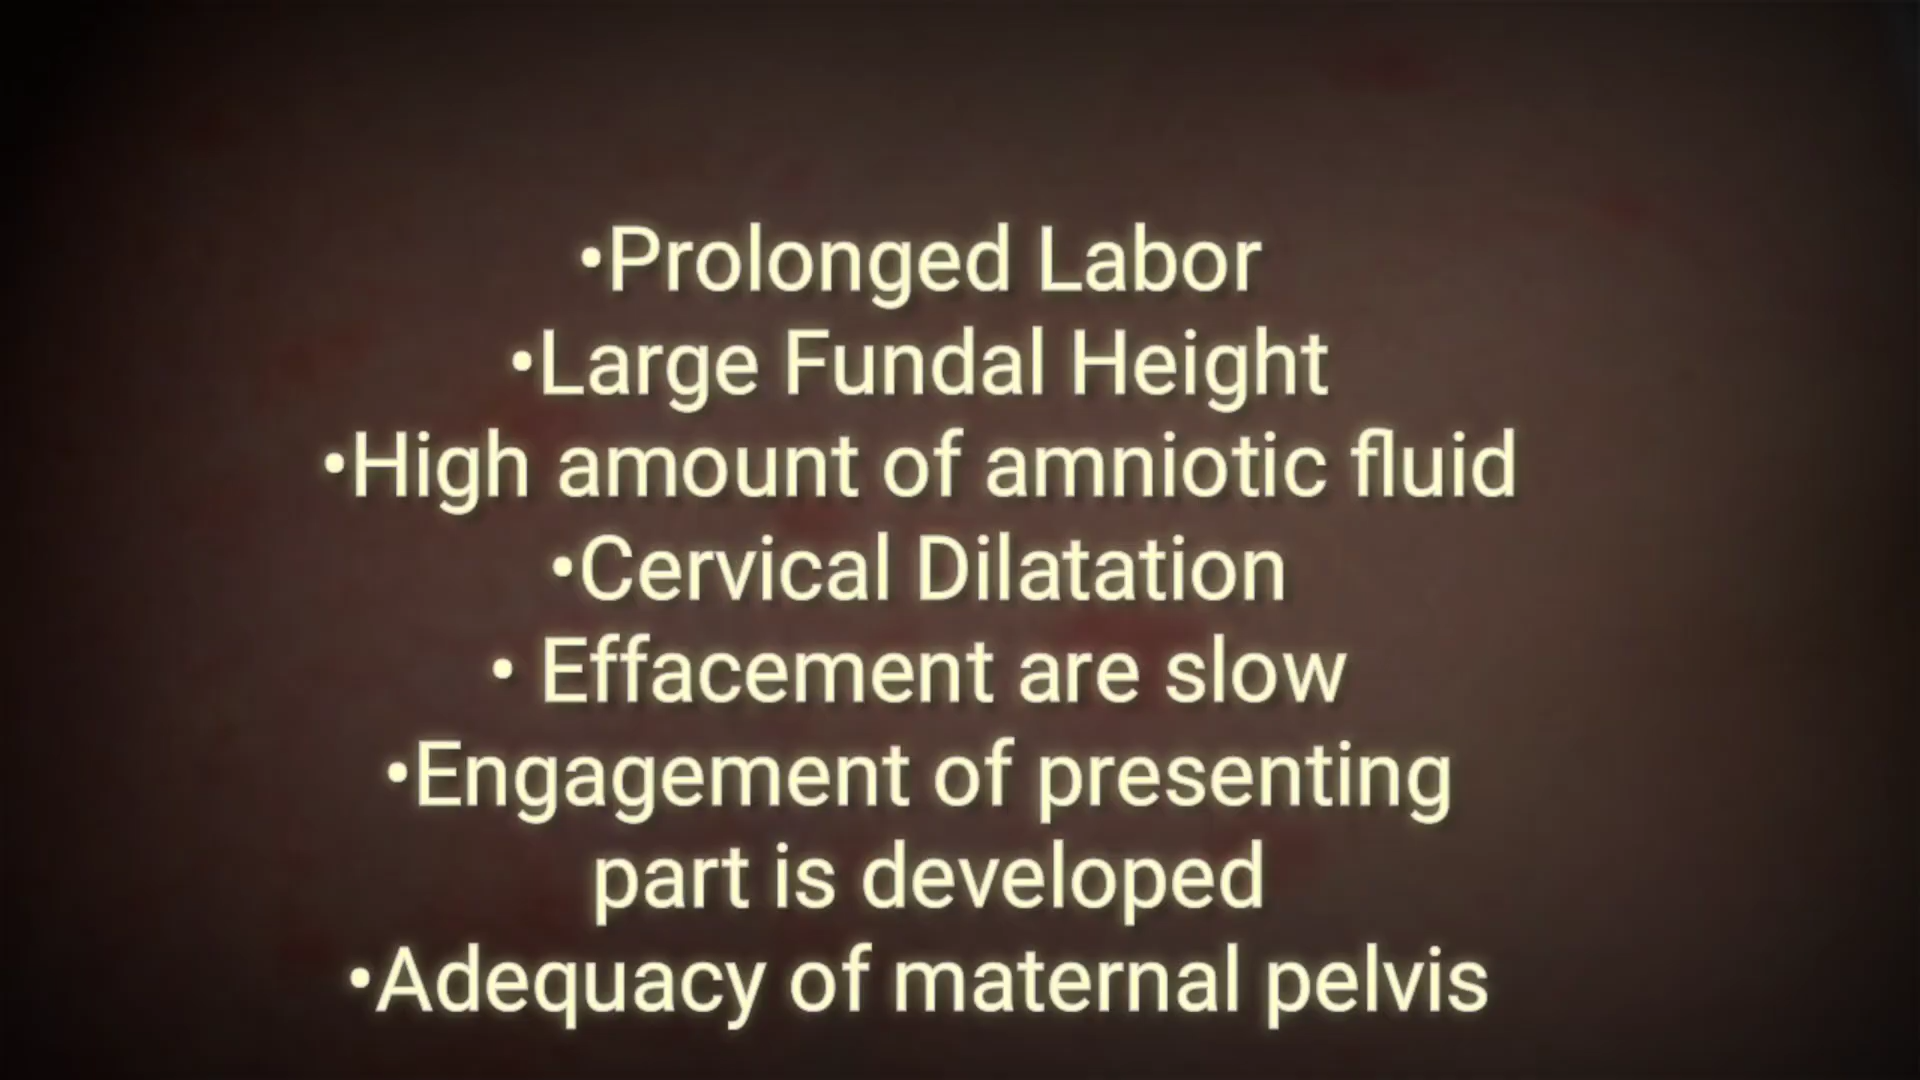 •Prolonged Labor
•Large Fundal Height
•High amount of amniotic fluid
•Cervical Dilatation
• Effacement are slow
•Engagement of presenting
part is developed
•Adequacy of maternal pelvis